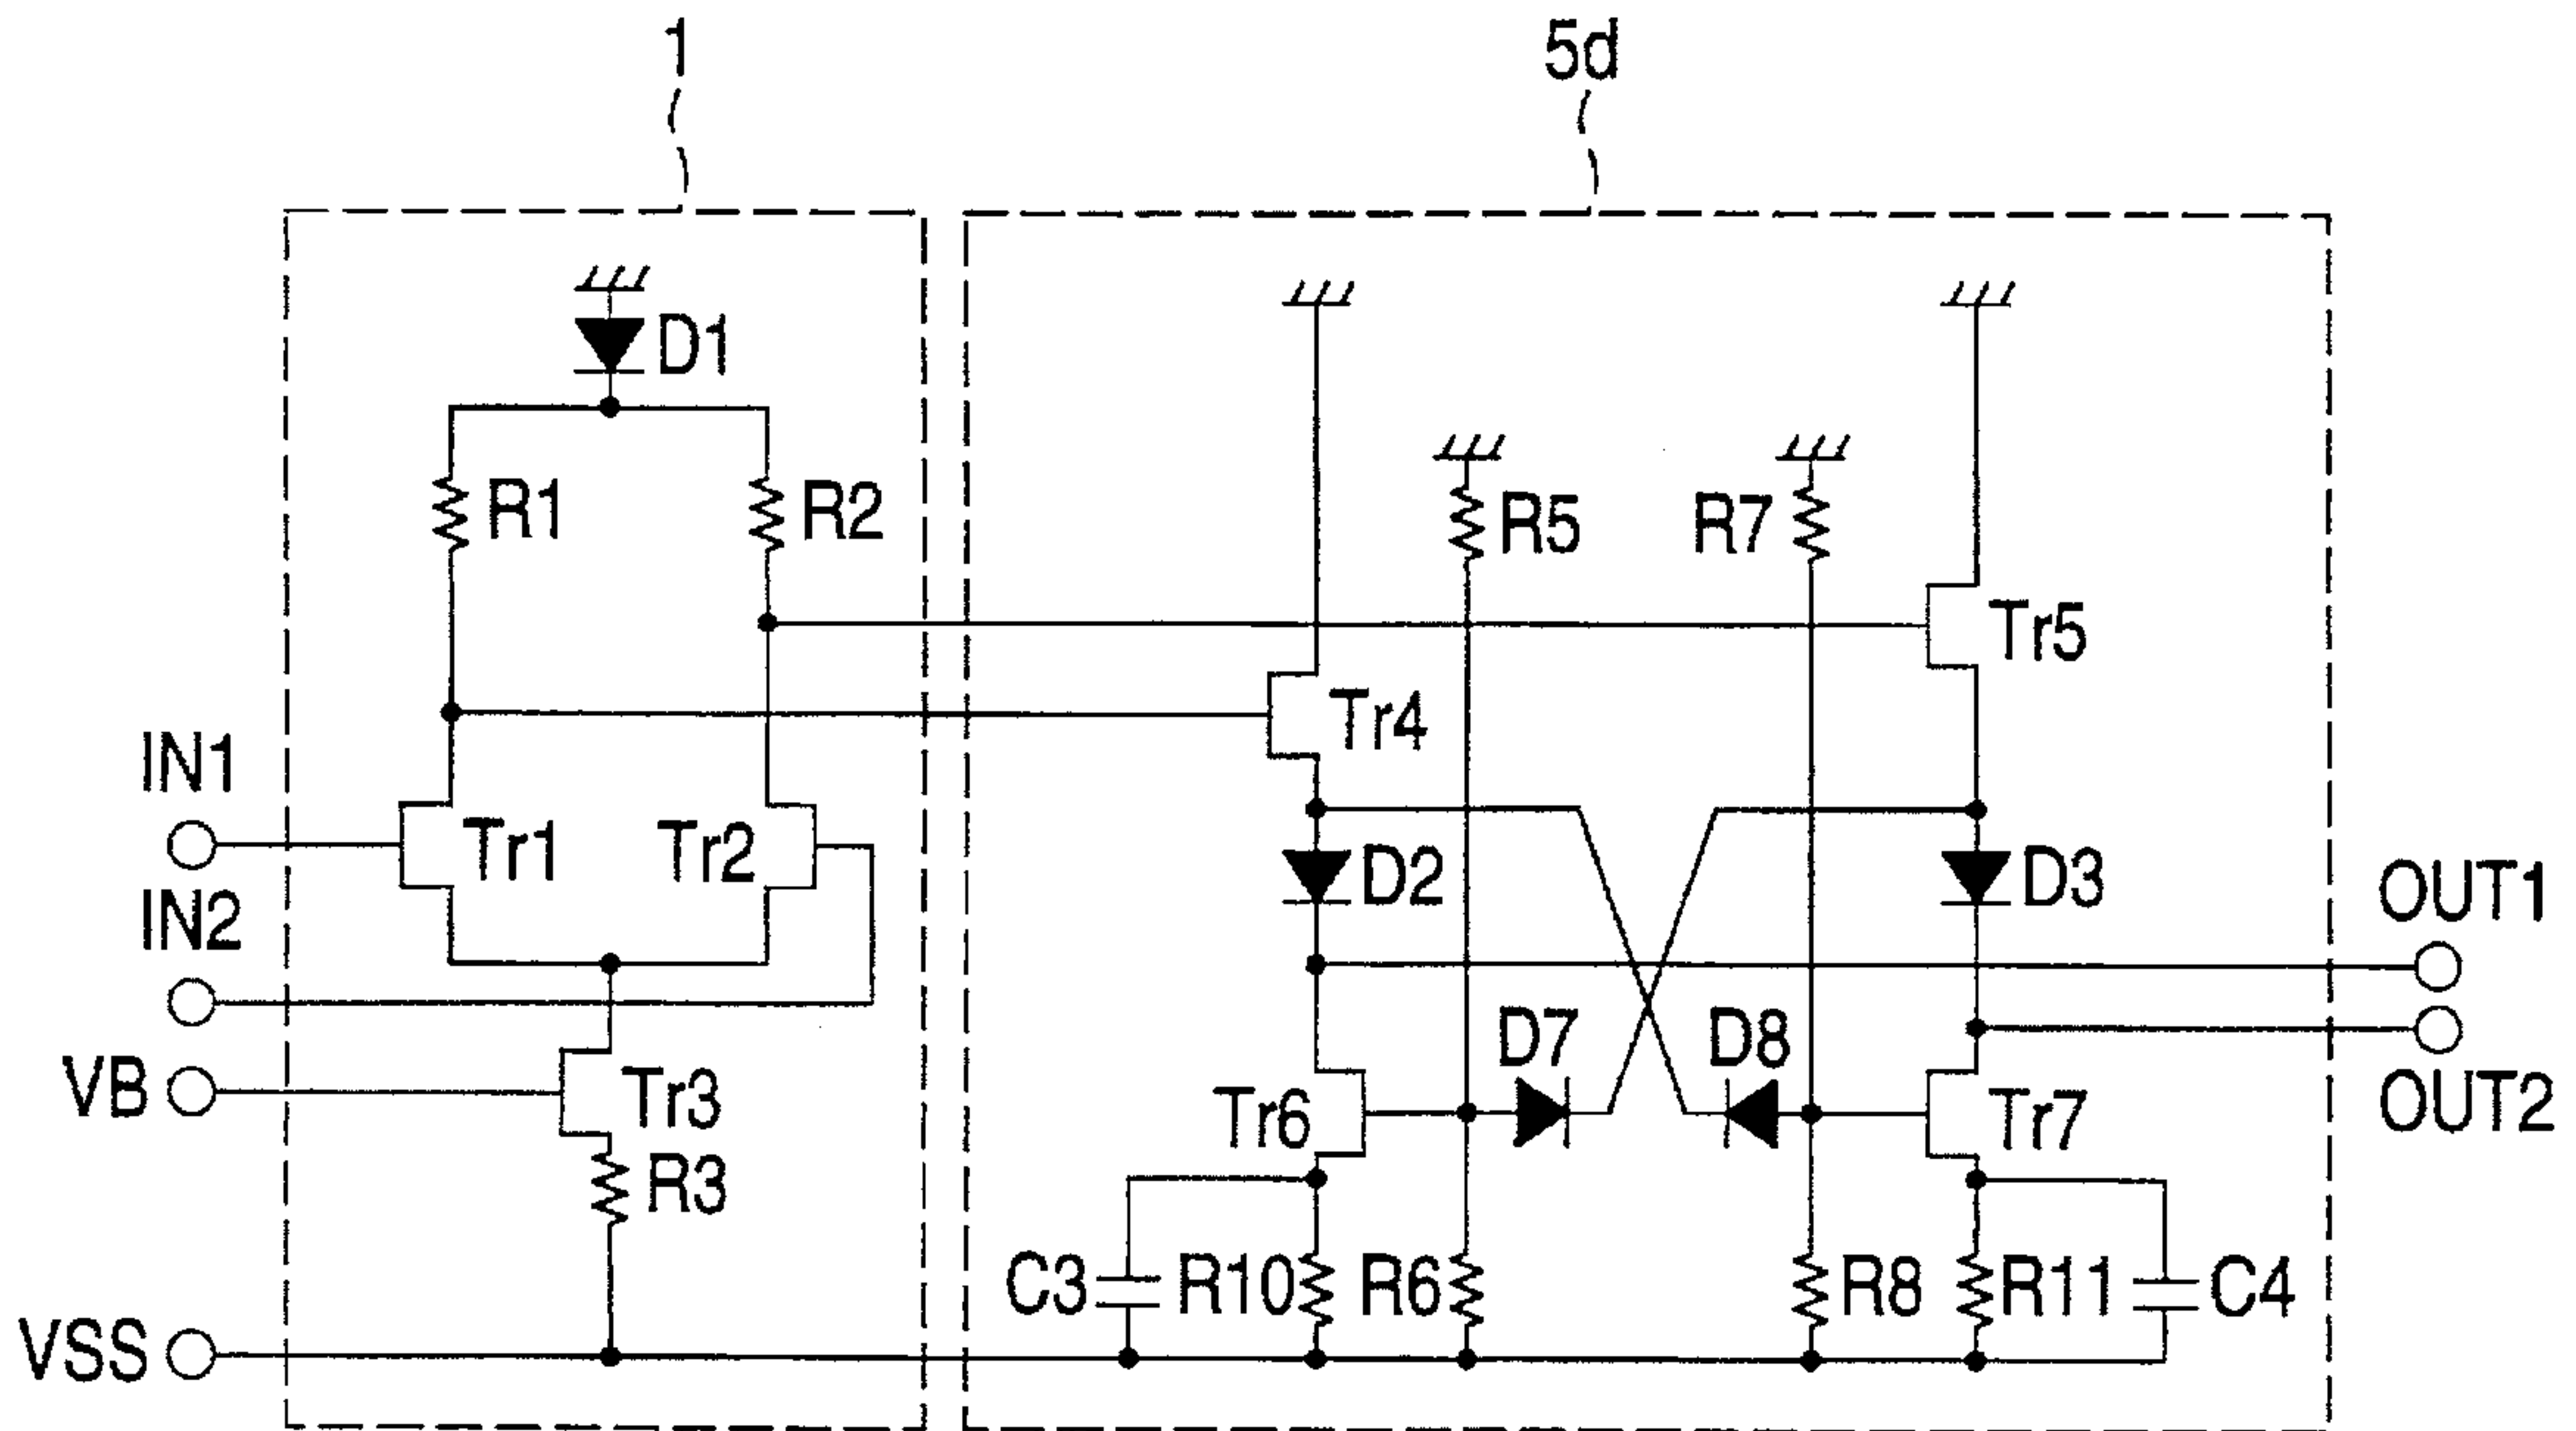 1
5d
D1
R1
R2
R5
R7
Tr5
Tr4
IN1
Tr1
Tr2
D2
D3
OUT1
IN2
D7
D8
VB
Tr3
Tr6
Tr7
OUT2
R3
C3
R10
R6
R8
R11
C4
VSS